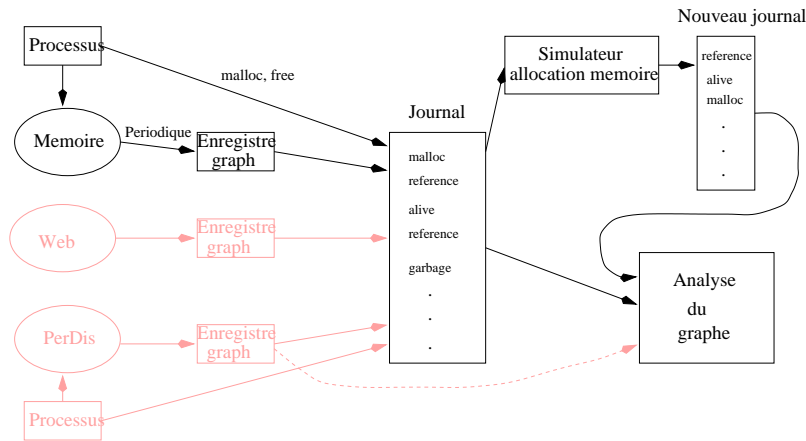 Nouveau journal
Processus
Simulateur
allocation memoire
reference
alive
malloc
.
.
.
malloc, free
Journal
Memoire
Periodique
Enregistre
graph
malloc
reference
alive
reference
garbage
.
.
.
Web
Enregistre
graph
Analyse
du
graphe
PerDis
Enregistre
graph
Processus